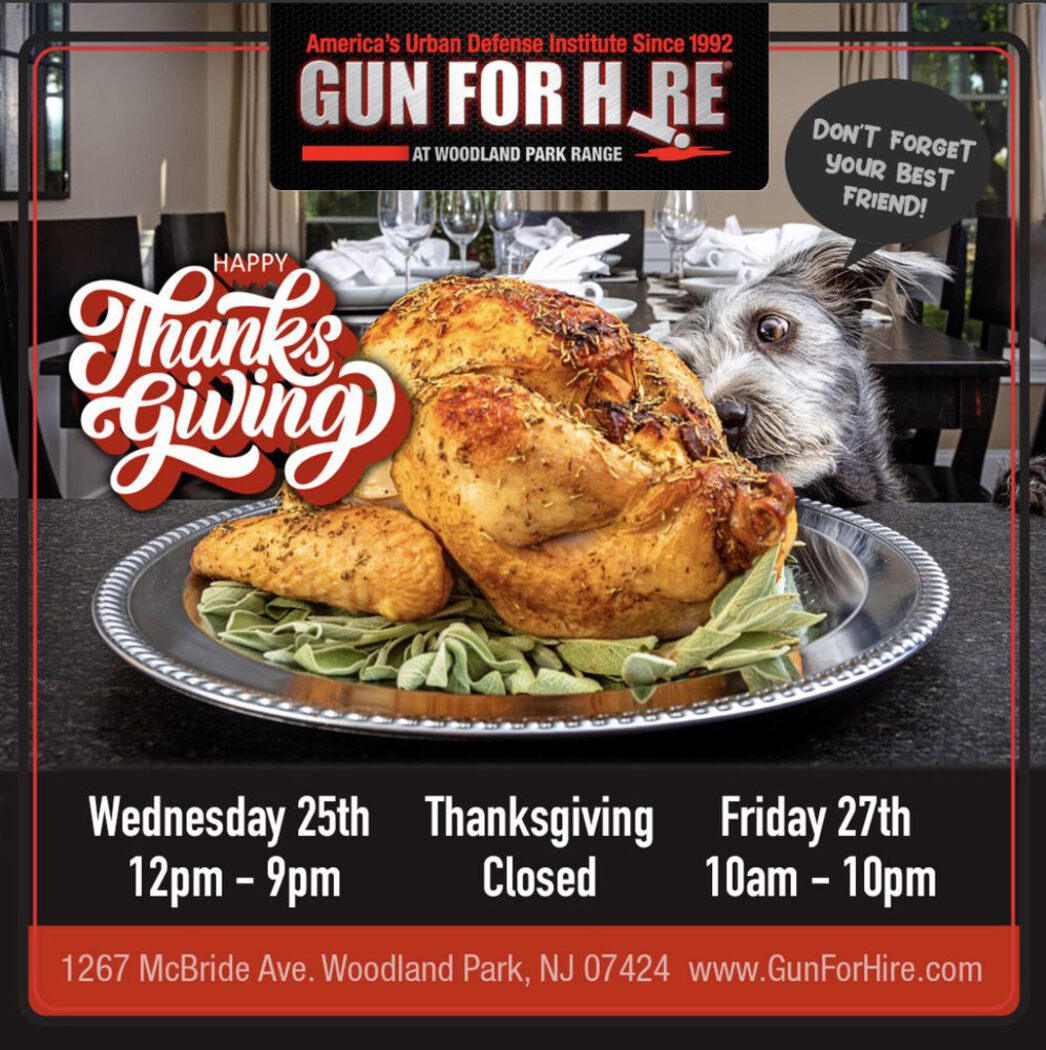 America's Urban Defense Institute Since 1992
GUN FOR HIRE®
AT WOODLAND PARK RANGE
DON'T FORGET
YOUR BEST
FRIEND!
HAPPY
Thanks
Giving
Wednesday 25th
12pm – 9pm
Thanksgiving
Closed
Friday 27th
10am – 10pm
1267 McBride Ave. Woodland Park, NJ 07424 www.GunForHire.com